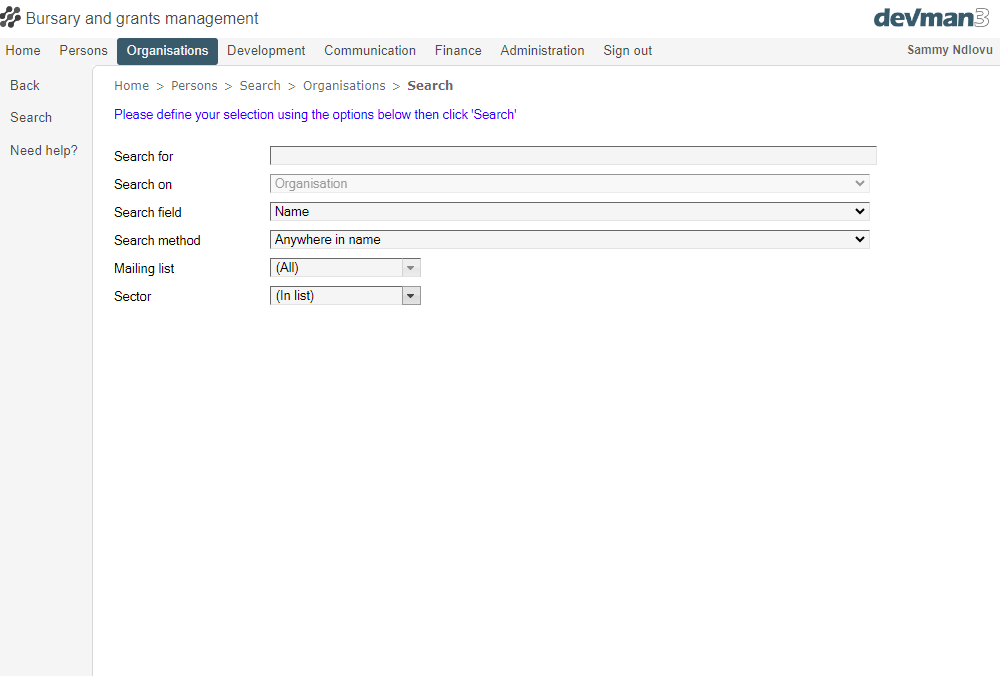 Bursary and grants management
devman3
Home Persons Organisations Development Communication Finance Administration Sign out Sammy Ndlovu
Back
Search
Need help?
Home > Persons > Search > Organisations > Search
Please define your selection using the options below then click 'Search'
Search for
Search on Organisation
Search field Name
Search method Anywhere in name
Mailing list (All)
Sector (In list)